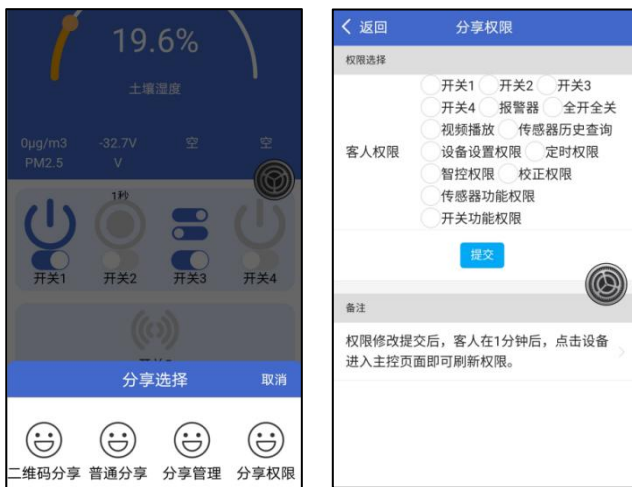 19.6%
土壤湿度
0μg/m3 -32.7V 空 空
PM2.5 V
1秒
开关1 开关2 开关3 开关4
分享选择 取消
二维码分享 普通分享 分享管理 分享权限
返回 分享权限
权限选择
客人权限
开关1 开关2 开关3
开关4 报警器 全开全关
视频播放 传感器历史查询
设备设置权限 定时权限
智控权限 校正权限
传感器功能权限
开关功能权限
提交
备注
权限修改提交后，客人在1分钟后，点击设备
进入主控页面即可刷新权限。